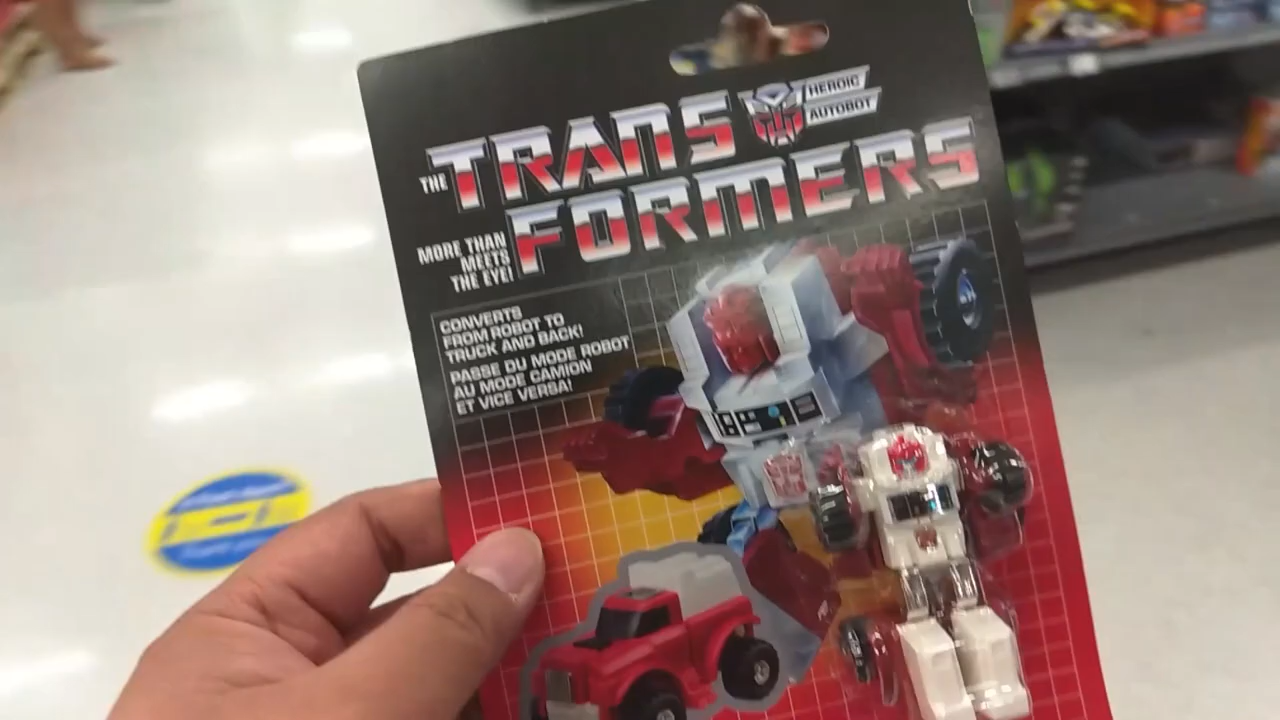 THE TRANS
HEROIC
AUTOBOT
FORMERS
MORE THAN
MEETS
THE EYE!
CONVERTS
FROM ROBOT TO
TRUCK AND BACK!
PASSE DU MODE ROBOT
AU MODE CAMION
ET VICE VERSA!